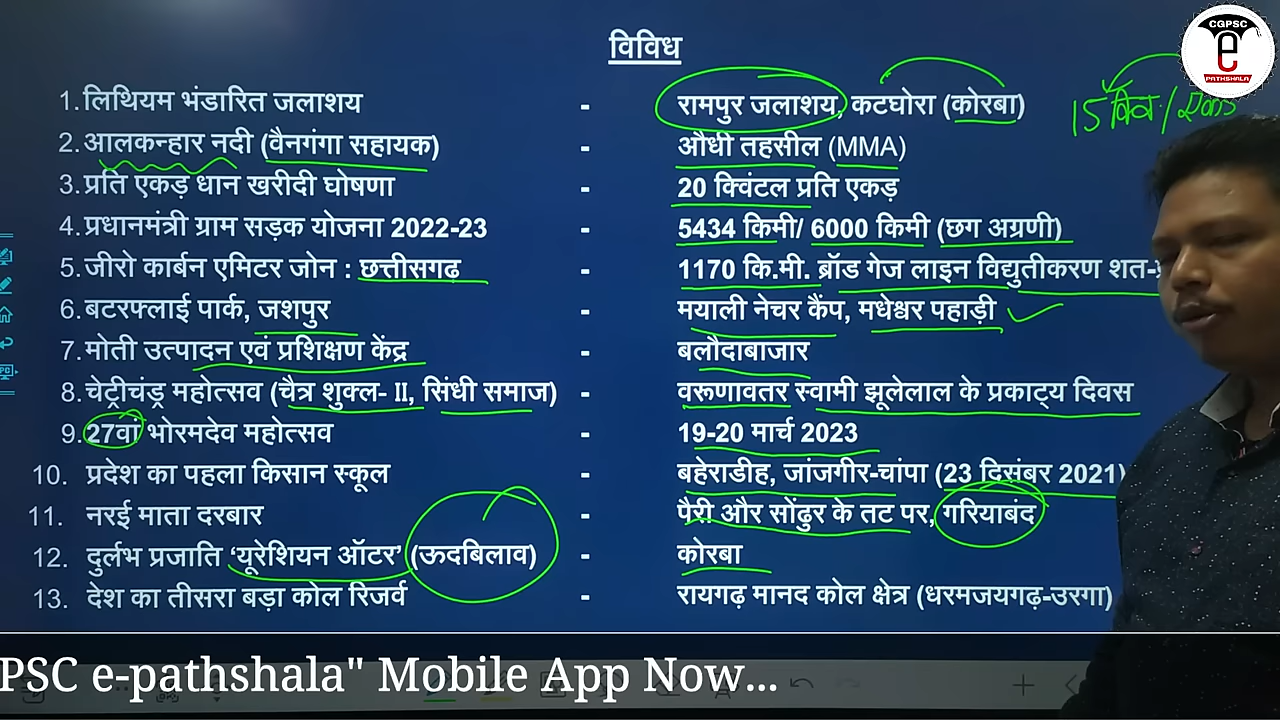 CGPSC
e
PATHSHALA
विविध
1. लिथियम भंडारित जलाशय - रामपुर जलाशय, कटघोरा (कोरबा) 15 क्वि. / एकड़
2. आलकन्हार नदी (वैनगंगा सहायक) - औधी तहसील (MMA)
3. प्रति एकड़ धान खरीदी घोषणा - 20 क्विंटल प्रति एकड़
4. प्रधानमंत्री ग्राम सड़क योजना 2022-23 - 5434 किमी/ 6000 किमी (छग अग्रणी)
5. जीरो कार्बन एमिटर जोन : छत्तीसगढ़ - 1170 कि.मी. ब्रॉड गेज लाइन विद्युतीकरण शत-
6. बटरफ्लाई पार्क, जशपुर - मयाली नेचर कैंप, मधेश्वर पहाड़ी
7. मोती उत्पादन एवं प्रशिक्षण केंद्र - बलौदाबाजार
8. चेट्रीचंड्र महोत्सव (चैत्र शुक्ल- II, सिंधी समाज) - वरूणावतर स्वामी झूलेलाल के प्रकाट्य दिवस
9. 27वां भोरमदेव महोत्सव - 19-20 मार्च 2023
10. प्रदेश का पहला किसान स्कूल - बहेराडीह, जांजगीर-चांपा (23 दिसंबर 2021)
11. नरई माता दरबार - पैरी और सोंढुर के तट पर, गरियाबंद
12. दुर्लभ प्रजाति ‘यूरेशियन ऑटर’ (ऊदबिलाव) - कोरबा
13. देश का तीसरा बड़ा कोल रिजर्व - रायगढ़ मानद कोल क्षेत्र (धरमजयगढ़-उरगा)
PSC e-pathshala" Mobile App Now...